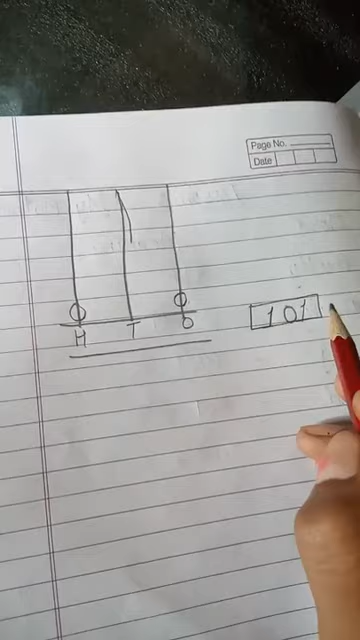 Page No.
Date
H T O
101